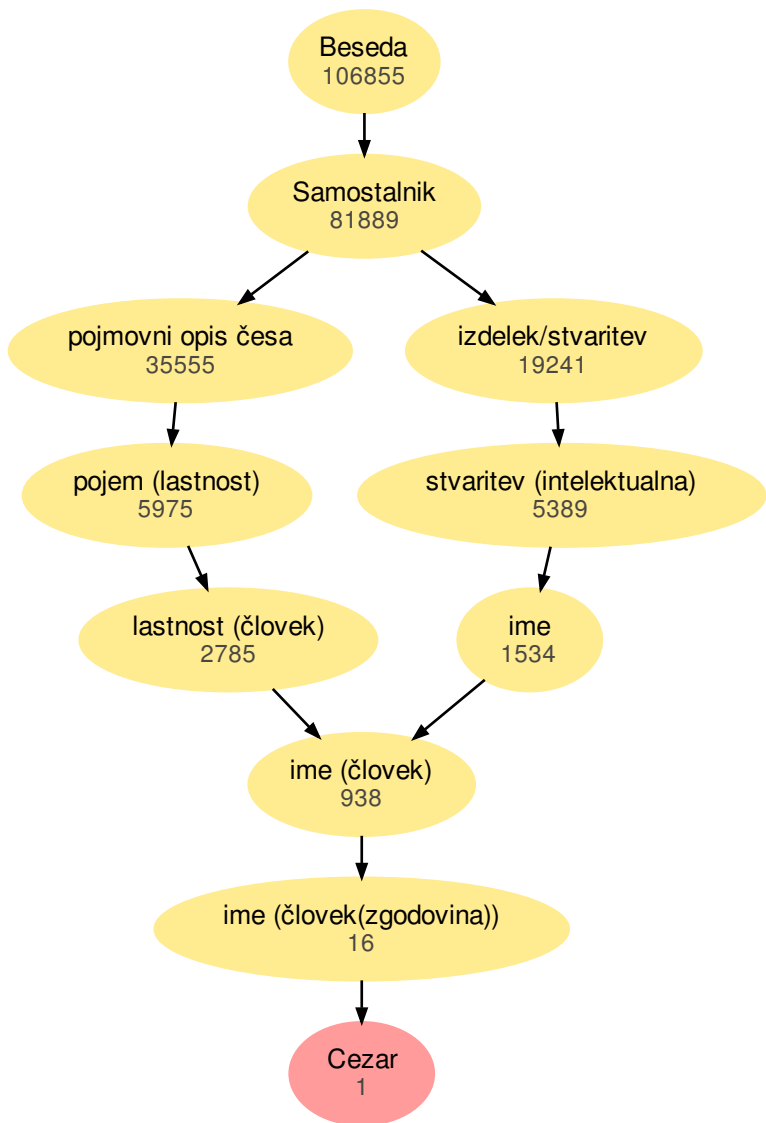 Beseda
106855
Samostalnik
81889
pojmovni opis česa
35555
izdelek/stvaritev
19241
pojem (lastnost)
5975
stvaritev (intelektualna)
5389
lastnost (človek)
2785
ime
1534
ime (človek)
938
ime (človek(zgodovina))
16
Cezar
1